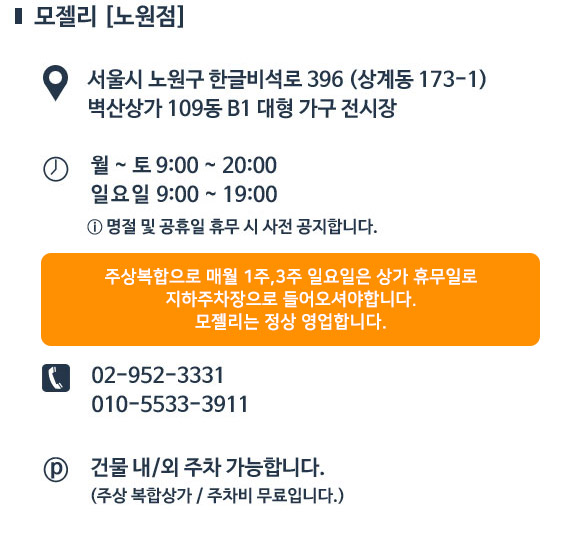 모젤리 [노원점]
서울시 노원구 한글비석로 396 (상계동 173-1)
벽산상가 109동 B1 대형 가구 전시장
월 ~ 토 9:00 ~ 20:00
일요일 9:00 ~ 19:00
ⓘ 명절 및 공휴일 휴무 시 사전 공지합니다.
주상복합으로 매월 1주,3주 일요일은 상가 휴무일로
지하주차장으로 들어오셔야합니다.
모젤리는 정상 영업합니다.
02-952-3331
010-5533-3911
ⓟ 건물 내/외 주차 가능합니다.
(주상 복합상가 / 주차비 무료입니다.)